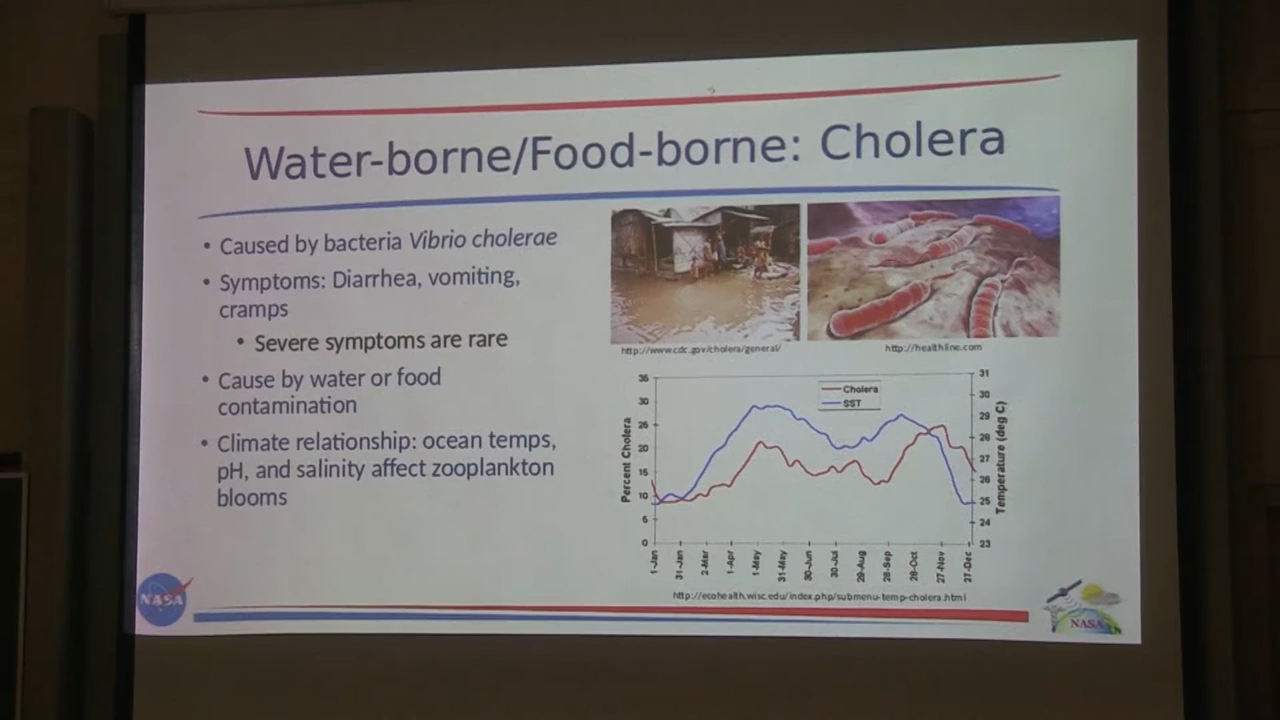 Water-borne/Food-borne: Cholera
• Caused by bacteria Vibrio cholerae
• Symptoms: Diarrhea, vomiting,
cramps
• Severe symptoms are rare
• Cause by water or food
contamination
• Climate relationship: ocean temps,
pH, and salinity affect zooplankton
blooms
http://www.cdc.gov/cholera/general/
http://healthline.com
Cholera
SST
Percent Cholera
35
30
25
20
15
10
5
0
Temperature (deg C)
31
30
29
28
27
26
25
24
23
1-Jan
31-Jan
2-Mar
1-Apr
1-May
31-May
30-Jun
30-Jul
29-Aug
28-Sep
28-Oct
27-Nov
27-Dec
http://ecohealth.wisc.edu/index.php/submenu-temp-cholera.html
NASA
NASA